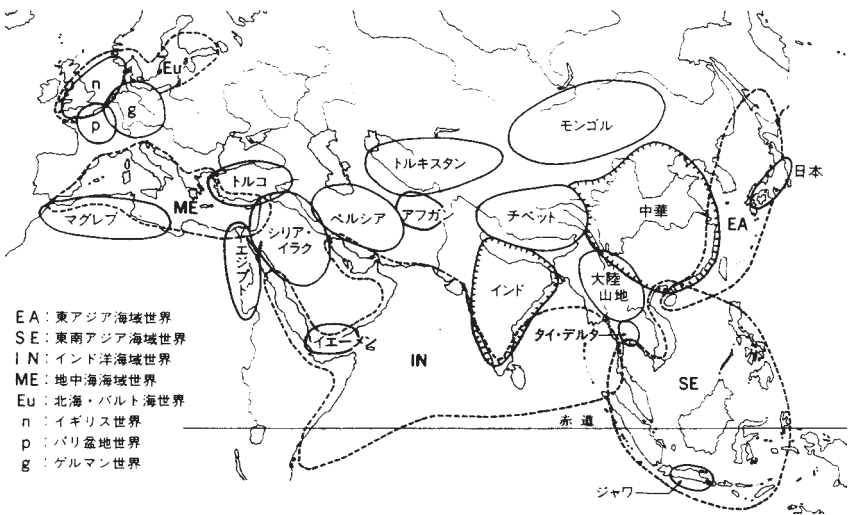 Eu
n
g
p
モンゴル
トルキスタン
日本
トルコ
ME
マグレブ
シリア・
イラク
ペルシア
アフガン
チベット
中華
EA
エジプト
インド
大陸
山地
イエーメン
タイ・デルタ
IN
SE
赤道
ジャワ
EA：東アジア海域世界
SE：東南アジア海域世界
IN：インド洋海域世界
ME：地中海海域世界
Eu：北海・バルト海世界
n：イギリス世界
p：パリ盆地世界
g：ゲルマン世界